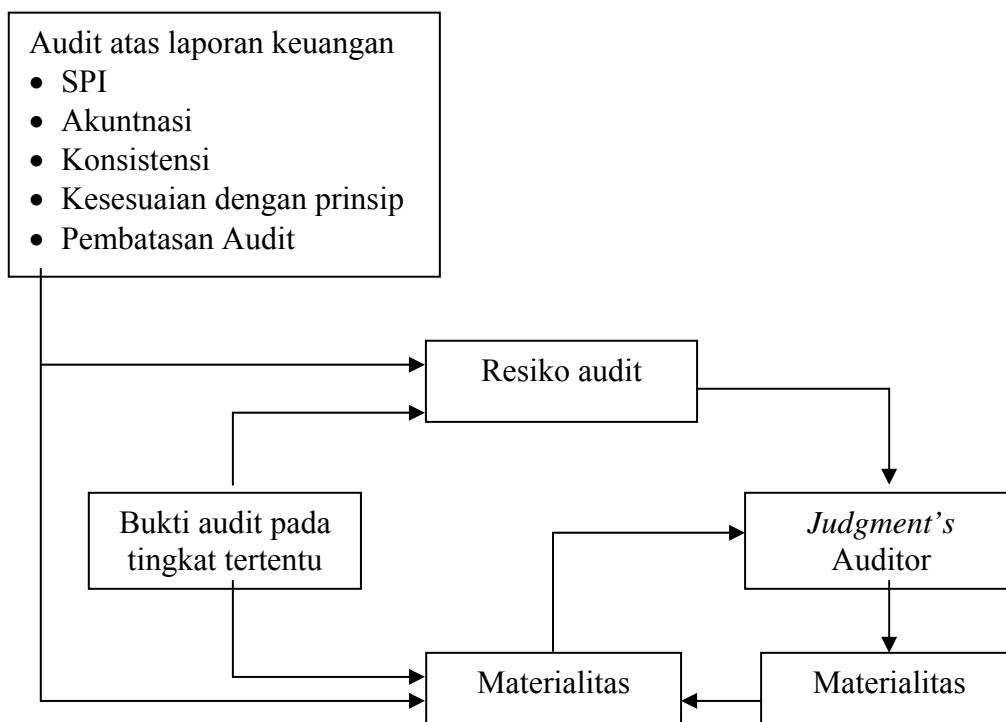 Audit atas laporan keuangan
• SPI
• Akuntnasi
• Konsistensi
• Kesesuaian dengan prinsip
• Pembatasan Audit
Resiko audit
Bukti audit pada
tingkat tertentu
Judgment’s
Auditor
Materialitas
Materialitas